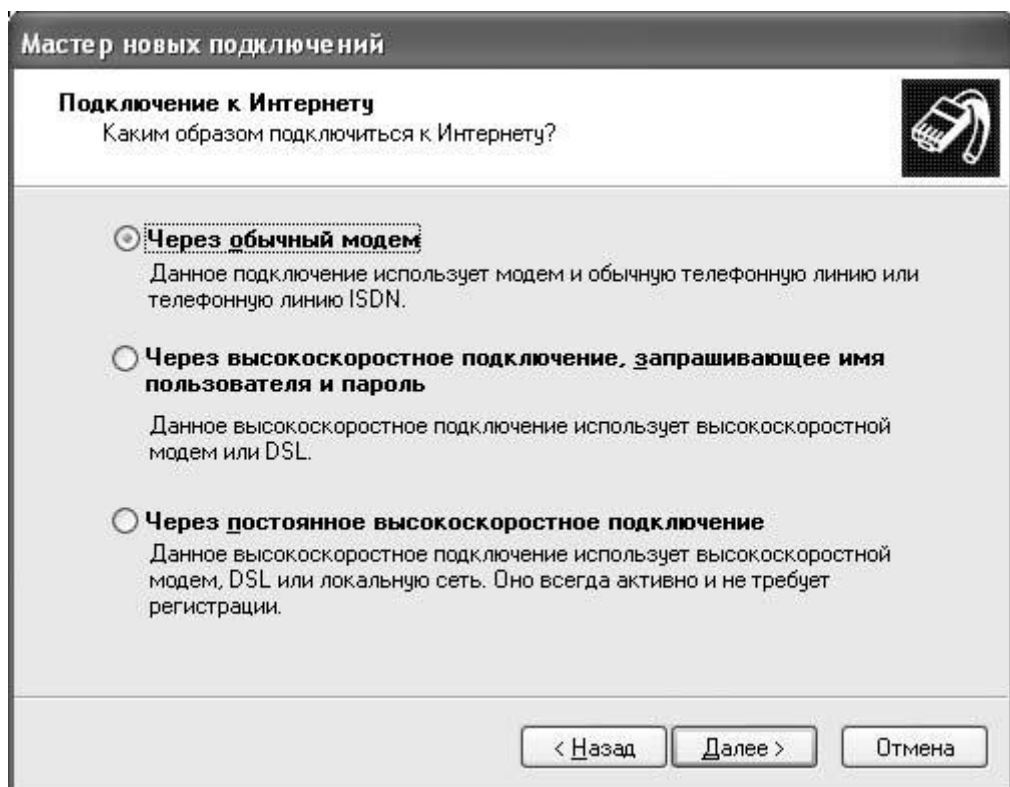 Мастер новых подключений
Подключение к Интернету
Каким образом подключиться к Интернету?
Через обычный модем
Данное подключение использует модем и обычную телефонную линию или
телефонную линию ISDN.
Через высокоскоростное подключение, запрашивающее имя
пользователя и пароль
Данное высокоскоростное подключение использует высокоскоростной
модем или DSL.
Через постоянное высокоскоростное подключение
Данное высокоскоростное подключение использует высокоскоростной
модем, DSL или локальную сеть. Оно всегда активно и не требует
регистрации.
< Назад Далее > Отмена